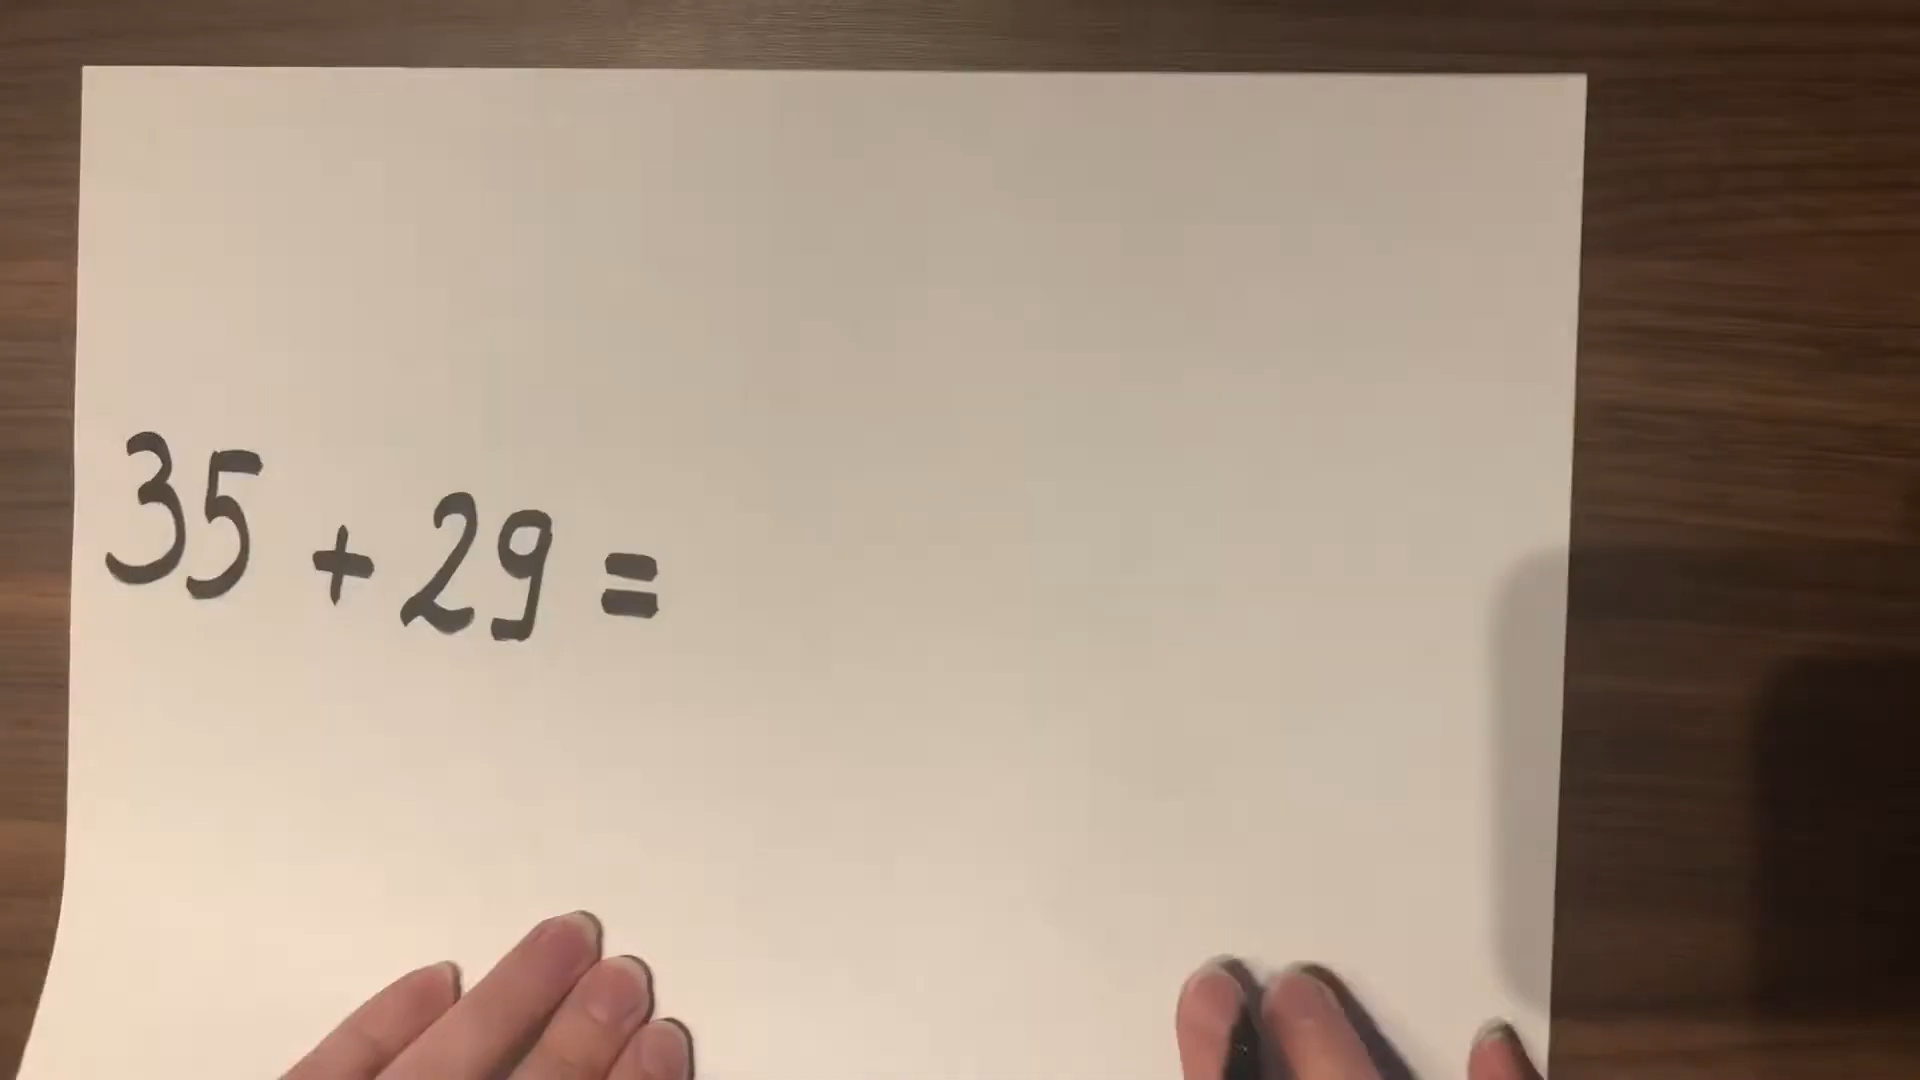 35 + 29 =